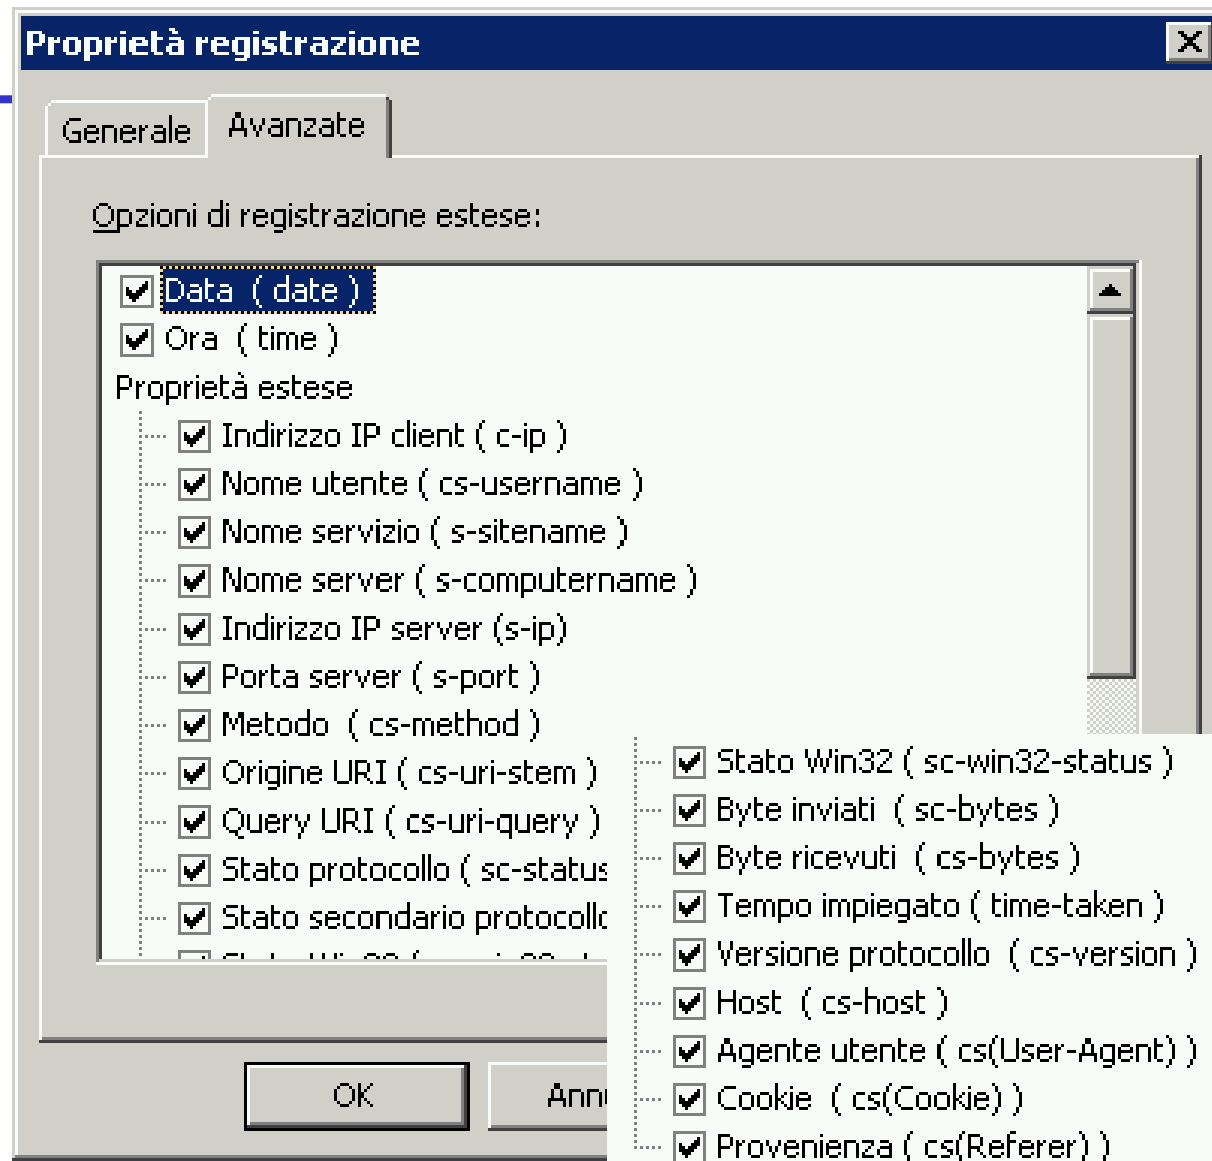 Proprietà registrazione
Generale
Avanzate
Opzioni di registrazione estese:
Data ( date )
Ora ( time )
Proprietà estese
Indirizzo IP client ( c-ip )
Nome utente ( cs-username )
Nome servizio ( s-sitename )
Nome server ( s-computername )
Indirizzo IP server (s-ip)
Porta server ( s-port )
Metodo ( cs-method )
Origine URI ( cs-uri-stem )
Query URI ( cs-uri-query )
Stato protocollo ( sc-status
Stato secondario protocollo
Stato Win32 ( sc-win32-status )
Byte inviati ( sc-bytes )
Byte ricevuti ( cs-bytes )
Tempo impiegato ( time-taken )
Versione protocollo ( cs-version )
Host ( cs-host )
Agente utente ( cs(User-Agent) )
Cookie ( cs(Cookie) )
Provenienza ( cs(Referer) )
OK